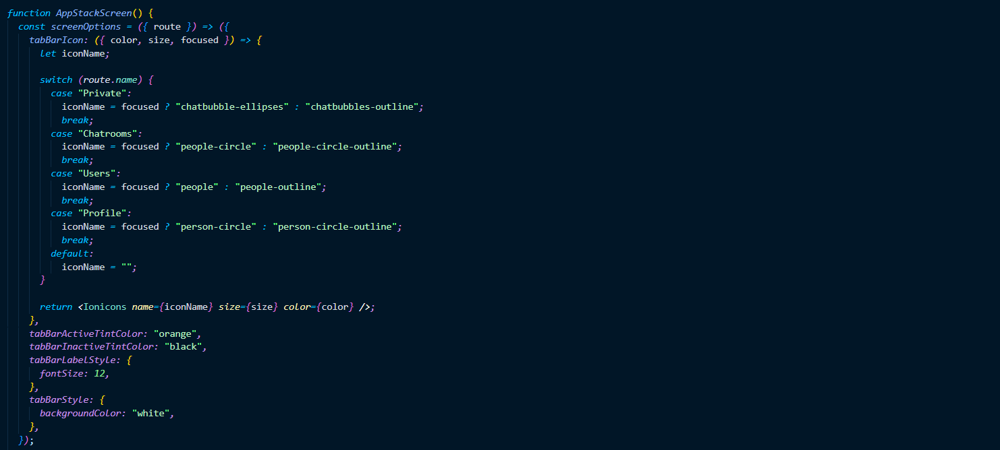 function AppStackScreen() {
  const screenOptions = ({ route }) => ({
    tabBarIcon: ({ color, size, focused }) => {
      let iconName;

      switch (route.name) {
        case "Private":
          iconName = focused ? "chatbubble-ellipses" : "chatbubbles-outline";
          break;
        case "Chatrooms":
          iconName = focused ? "people-circle" : "people-circle-outline";
          break;
        case "Users":
          iconName = focused ? "people" : "people-outline";
          break;
        case "Profile":
          iconName = focused ? "person-circle" : "person-circle-outline";
          break;
        default:
          iconName = "";
      }

      return <Ionicons name={iconName} size={size} color={color} />;
    },
    tabBarActiveTintColor: "orange",
    tabBarInactiveTintColor: "black",
    tabBarLabelStyle: {
      fontSize: 12,
    },
    tabBarStyle: {
      backgroundColor: "white",
    },
  });